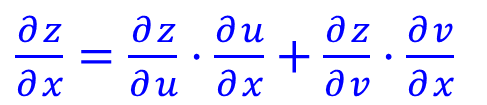 ∂z/∂x = ∂z/∂u · ∂u/∂x + ∂z/∂v · ∂v/∂x